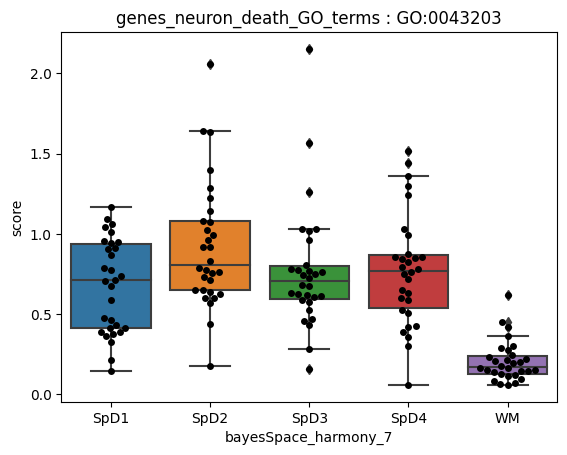 genes_neuron_death_GO_terms : GO:0043203
score
2.0
1.5
1.0
0.5
0.0
SpD1 SpD2 SpD3 SpD4 WM
bayesSpace_harmony_7